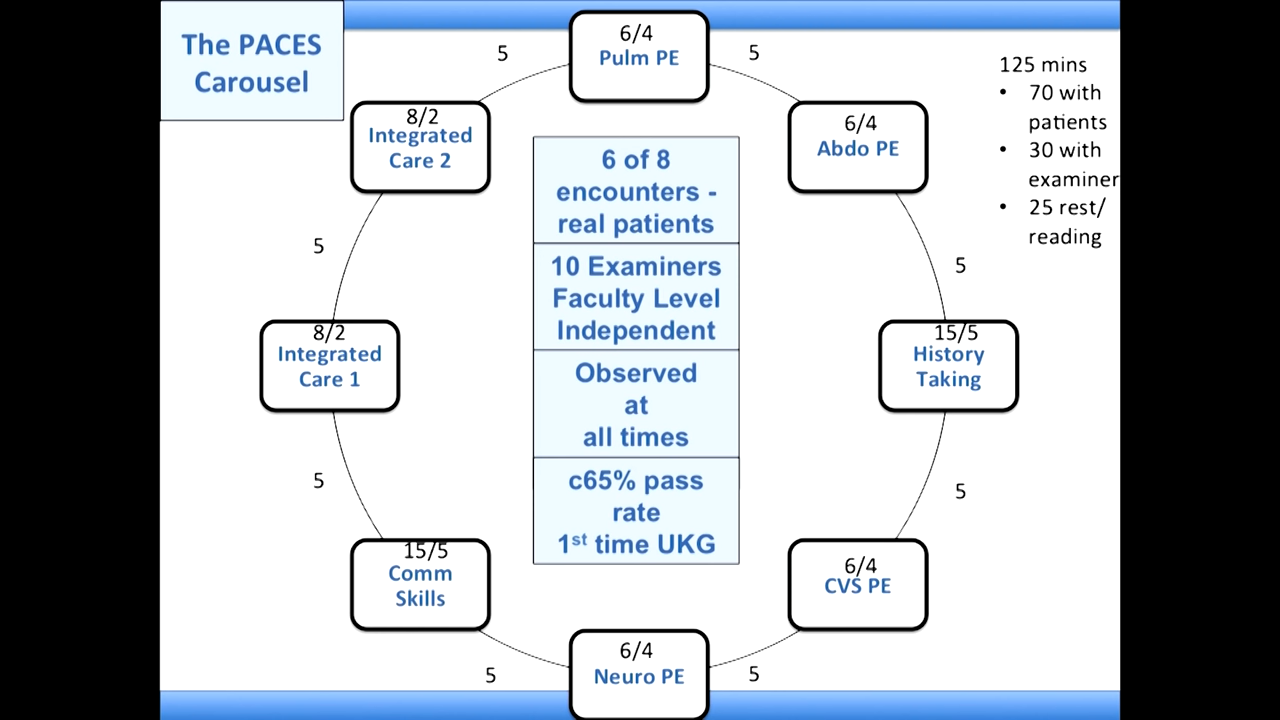 The PACES
Carousel
5
6/4
Pulm PE
5
125 mins
• 70 with
patients
• 30 with
examiner
• 25 rest/
reading
8/2
Integrated
Care 2
6/4
Abdo PE
6 of 8
encounters -
real patients
5
10 Examiners
Faculty Level
Independent
5
8/2
Integrated
Care 1
15/5
History
Taking
Observed
at
all times
5
c65% pass
rate
1st time UKG
5
15/5
Comm
Skills
6/4
CVS PE
5
6/4
Neuro PE
5